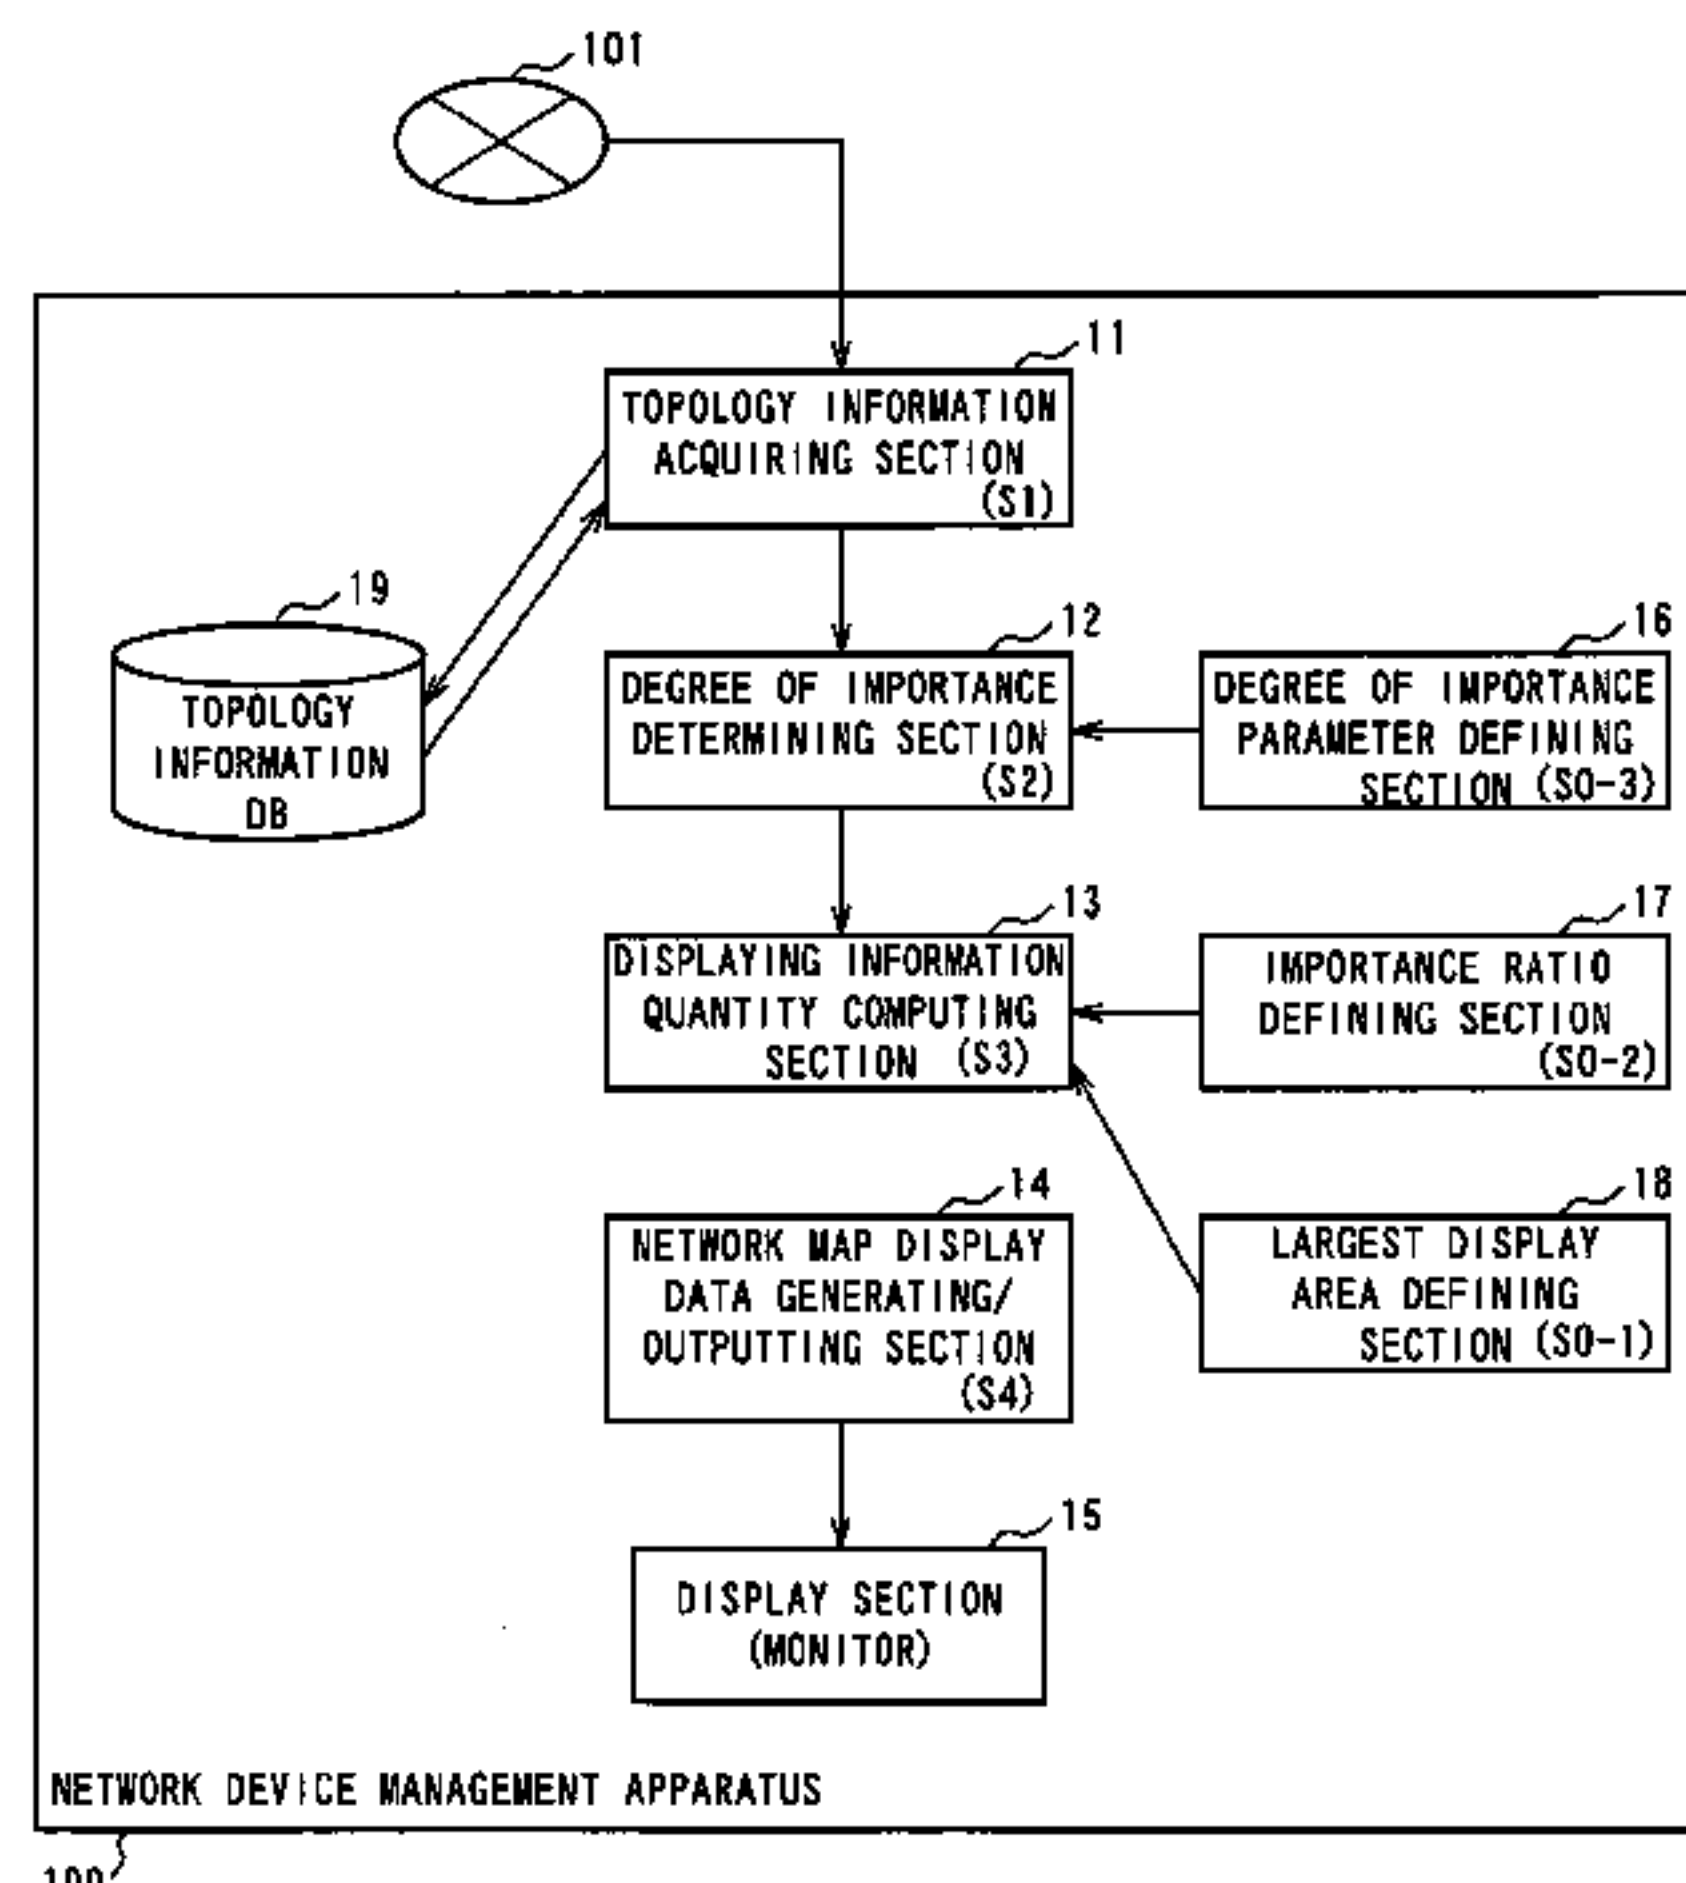 101
11
TOPOLOGY INFORMATION
ACQUIRING SECTION
(S1)
19
TOPOLOGY
INFORMATION
DB
12
DEGREE OF IMPORTANCE
DETERMINING SECTION
(S2)
16
DEGREE OF IMPORTANCE
PARAMETER DEFINING
SECTION (S0-3)
13
DISPLAYING INFORMATION
QUANTITY COMPUTING
SECTION (S3)
17
IMPORTANCE RATIO
DEFINING SECTION
(S0-2)
14
NETWORK MAP DISPLAY
DATA GENERATING/
OUTPUTTING SECTION
(S4)
18
LARGEST DISPLAY
AREA DEFINING
SECTION (S0-1)
15
DISPLAY SECTION
(MONITOR)
NETWORK DEVICE MANAGEMENT APPARATUS